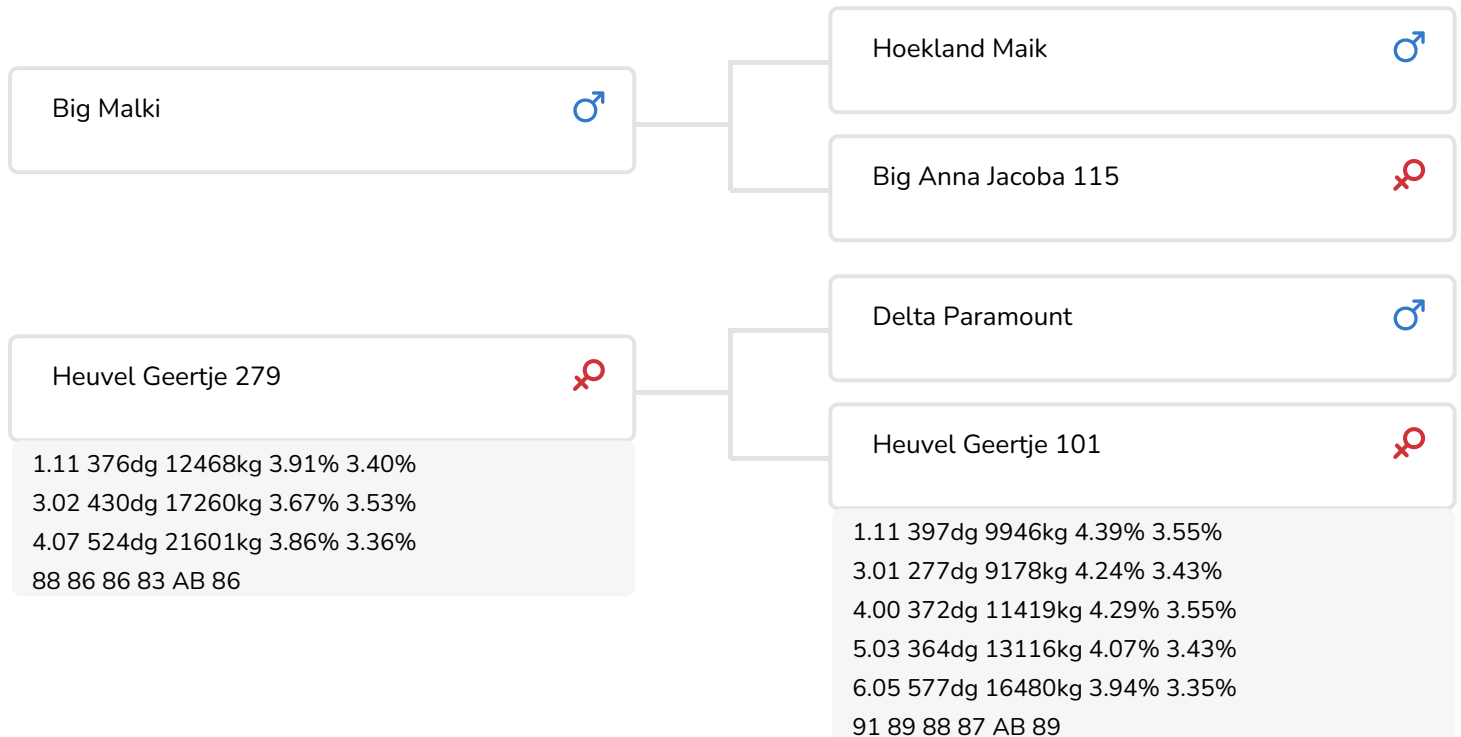 Big Malki
Hoekland Maik
Big Anna Jacoba 115
Heuvel Geertje 279
1.11 376dg 12468kg 3.91% 3.40%
3.02 430dg 17260kg 3.67% 3.53%
4.07 524dg 21601kg 3.86% 3.36%
88 86 86 83 AB 86
Delta Paramount
Heuvel Geertje 101
1.11 397dg 9946kg 4.39% 3.55%
3.01 277dg 9178kg 4.24% 3.43%
4.00 372dg 11419kg 4.29% 3.55%
5.03 364dg 13116kg 4.07% 3.43%
6.05 577dg 16480kg 3.94% 3.35%
91 89 88 87 AB 89